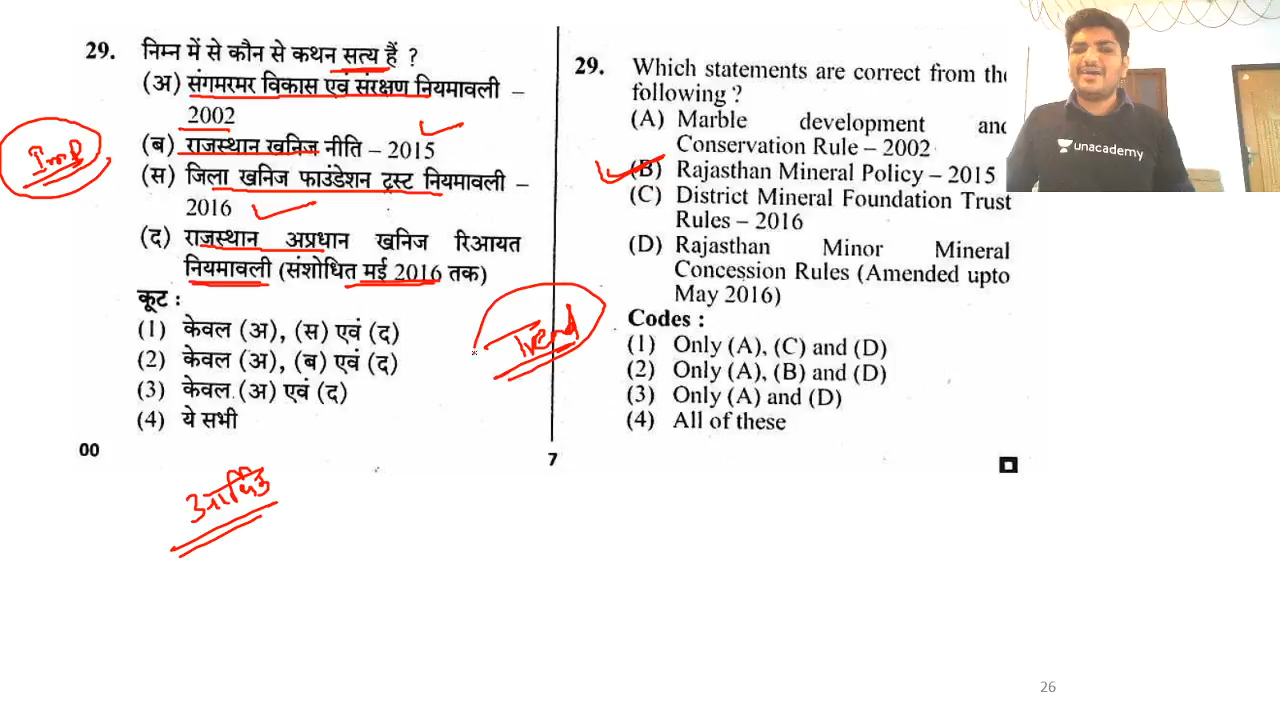 29. निम्न में से कौन से कथन सत्य हैं ?
(अ) संगमरमर विकास एवं संरक्षण नियमावली –
2002
(ब) राजस्थान खनिज नीति – 2015
(स) जिला खनिज फाउंडेशन ट्रस्ट नियमावली –
2016
(द) राजस्थान अप्रधान खनिज रिआयत
नियमावली (संशोधित मई 2016 तक)
कूट :
(1) केवल (अ), (स) एवं (द)
(2) केवल (अ), (ब) एवं (द)
(3) केवल (अ) एवं (द)
(4) ये सभी
00
7
Imp
Trend
आर्थिक
29. Which statements are correct from the
following ?
(A) Marble development and
Conservation Rule – 2002
(B) Rajasthan Mineral Policy – 2015
(C) District Mineral Foundation Trust
Rules – 2016
(D) Rajasthan Minor Mineral
Concession Rules (Amended upto
May 2016)
Codes :
(1) Only (A), (C) and (D)
(2) Only (A), (B) and (D)
(3) Only (A) and (D)
(4) All of these
unacademy
26